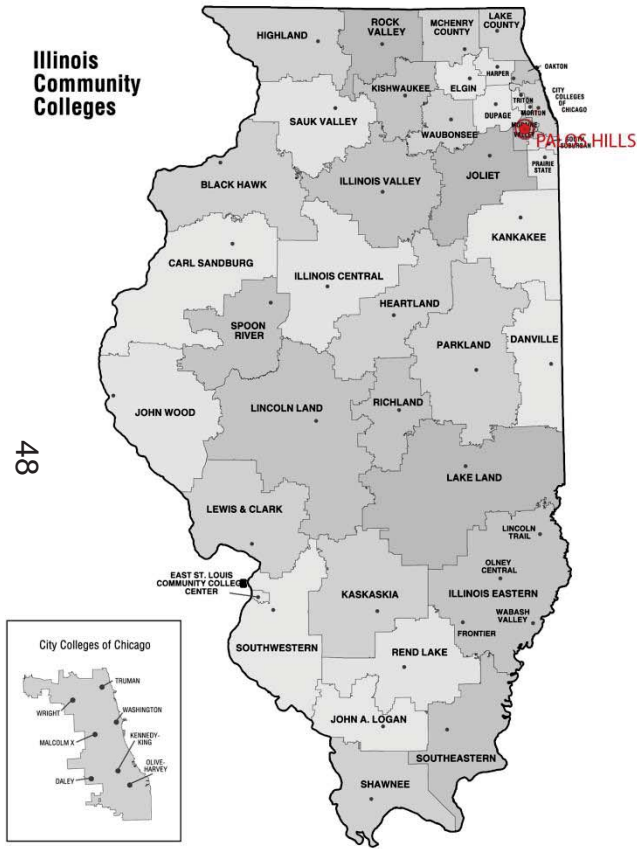 Illinois
Community
Colleges
HIGHLAND
ROCK
VALLEY
MCHENRY
COUNTY
LAKE
COUNTY
HARPER
OAKTON
KISHWAUKEE
ELGIN
CITY
COLLEGES
OF
CHICAGO
TRITON
MORTON
DUPAGE
SAUK VALLEY
WAUBONSEE
PALOS HILLS
SUBURBAN
PRAIRIE
STATE
BLACK HAWK
ILLINOIS VALLEY
JOLIET
KANKAKEE
CARL SANDBURG
ILLINOIS CENTRAL
HEARTLAND
SPOON
RIVER
PARKLAND
DANVILLE
JOHN WOOD
LINCOLN LAND
RICHLAND
48
LAKE LAND
LEWIS & CLARK
LINCOLN
TRAIL
OLNEY
CENTRAL
EAST ST. LOUIS
COMMUNITY COLLEGE
CENTER
KASKASKIA
ILLINOIS EASTERN
WABASH
VALLEY
FRONTIER
SOUTHWESTERN
REND LAKE
JOHN A. LOGAN
SOUTHEASTERN
SHAWNEE
City Colleges of Chicago
TRUMAN
WRIGHT
WASHINGTON
MALCOLM X
KENNEDY-
KING
OLIVE-
HARVEY
DALEY